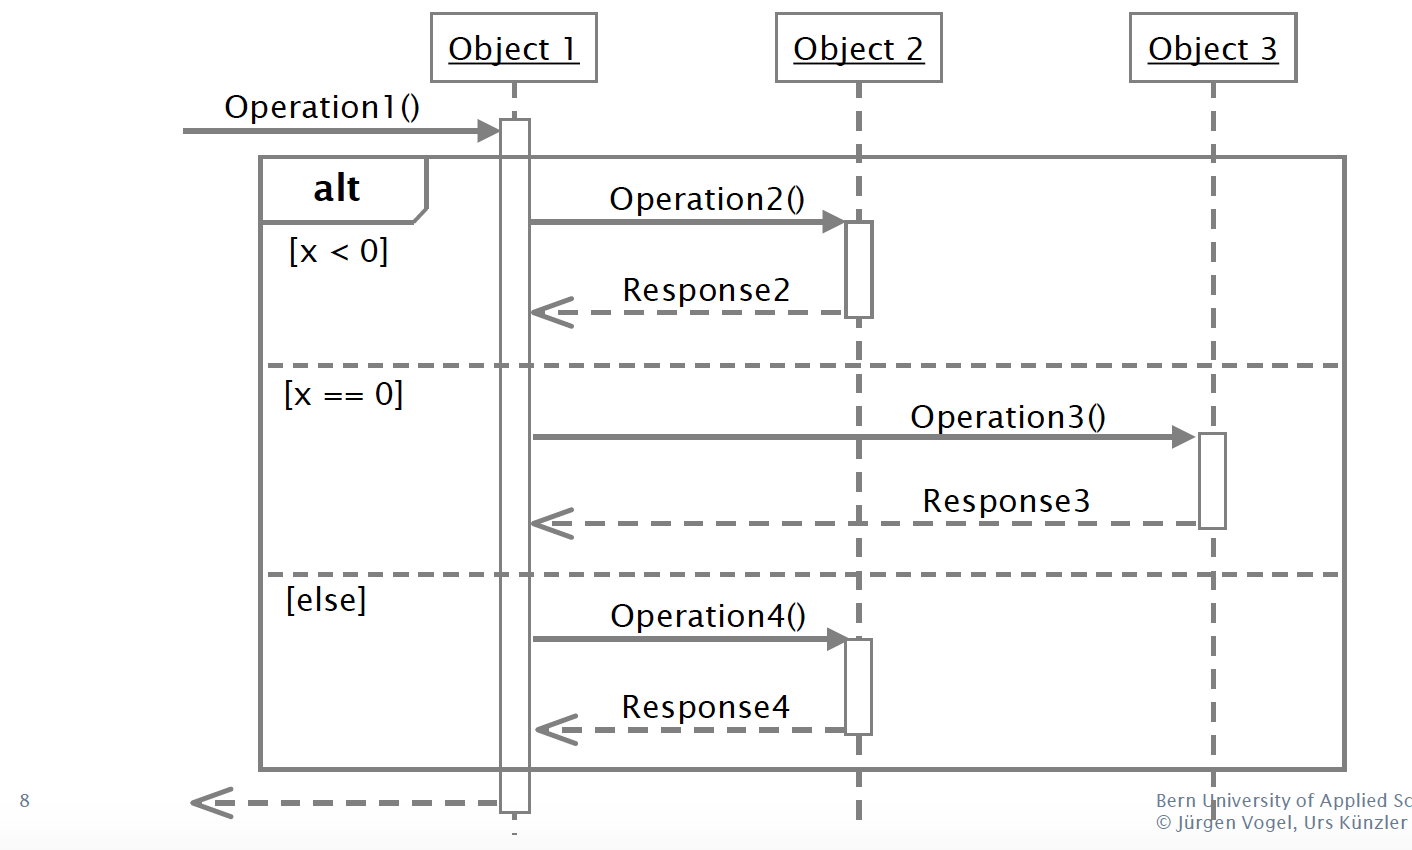 Object 1
Object 2
Object 3
Operation1()
alt
Operation2()
[x < 0]
Response2
[x == 0]
Operation3()
Response3
[else]
Operation4()
Response4
8
Bern University of Applied Sc
© Jürgen Vogel, Urs Künzler